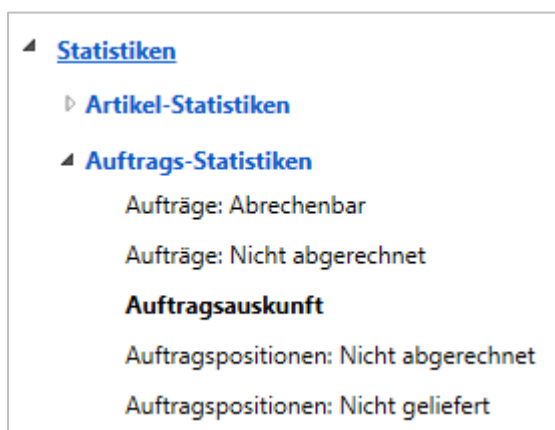 Statistiken
Artikel-Statistiken
Auftrags-Statistiken
Aufträge: Abrechenbar
Aufträge: Nicht abgerechnet
Auftragsauskunft
Auftragspositionen: Nicht abgerechnet
Auftragspositionen: Nicht geliefert